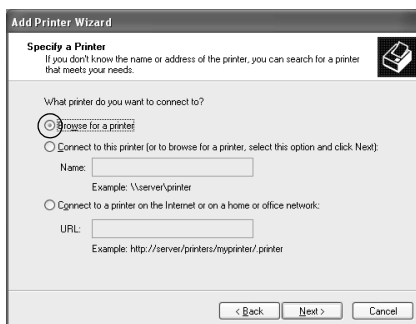 Add Printer Wizard
Specify a Printer
If you don't know the name or address of the printer, you can search for a printer
that meets your needs.
What printer do you want to connect to?
Browse for a printer
Connect to this printer (or to browse for a printer, select this option and click Next):
Name:
Example: \\server\printer
Connect to a printer on the Internet or on a home or office network:
URL:
Example: http://server/printers/myprinter/.printer
< Back Next > Cancel